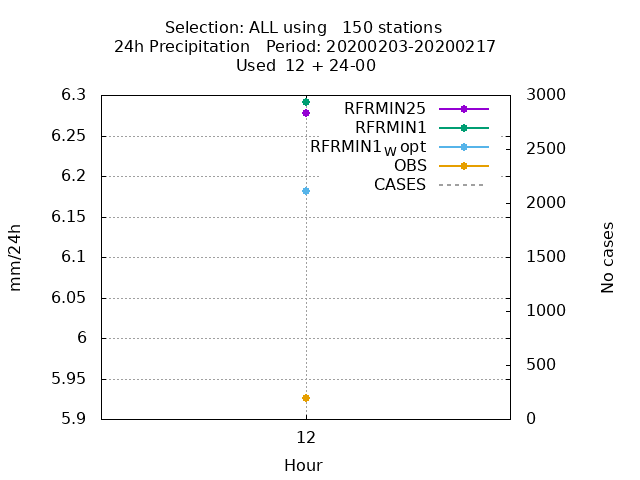 Selection: ALL using   150 stations
24h Precipitation   Period: 20200203-20200217
Used  12 + 24-00
6.3
6.25
6.2
6.15
6.1
6.05
6
5.95
5.9
3000
2500
2000
1500
1000
500
0
RFRMIN25
RFRMIN1
RFRMIN1wopt
OBS
CASES
mm/24h
No cases
12
Hour